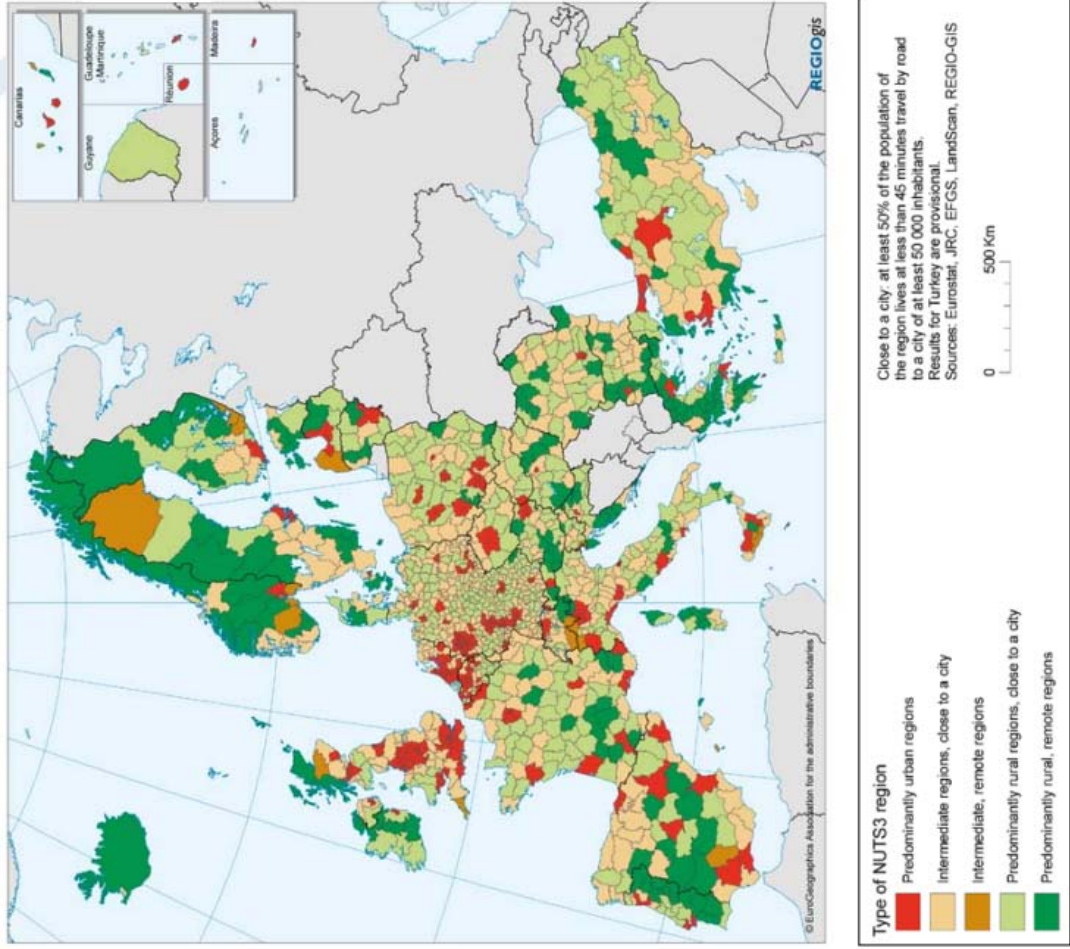 Canarias
Guyane
Guadeloupe
Martinique
Réunion
Açores
Madeira
REGIOgis
© EuroGeographics Association for the administrative boundaries
Type of NUTS3 region
Predominantly urban regions
Intermediate regions, close to a city
Intermediate, remote regions
Predominantly rural regions, close to a city
Predominantly rural, remote regions
Close to a city: at least 50% of the population of
the region lives at less than 45 minutes travel by road
to a city of at least 50 000 inhabitants.
Results for Turkey are provisional.
Sources: Eurostat, JRC, EFGS, LandScan, REGIO-GIS
0 500 Km